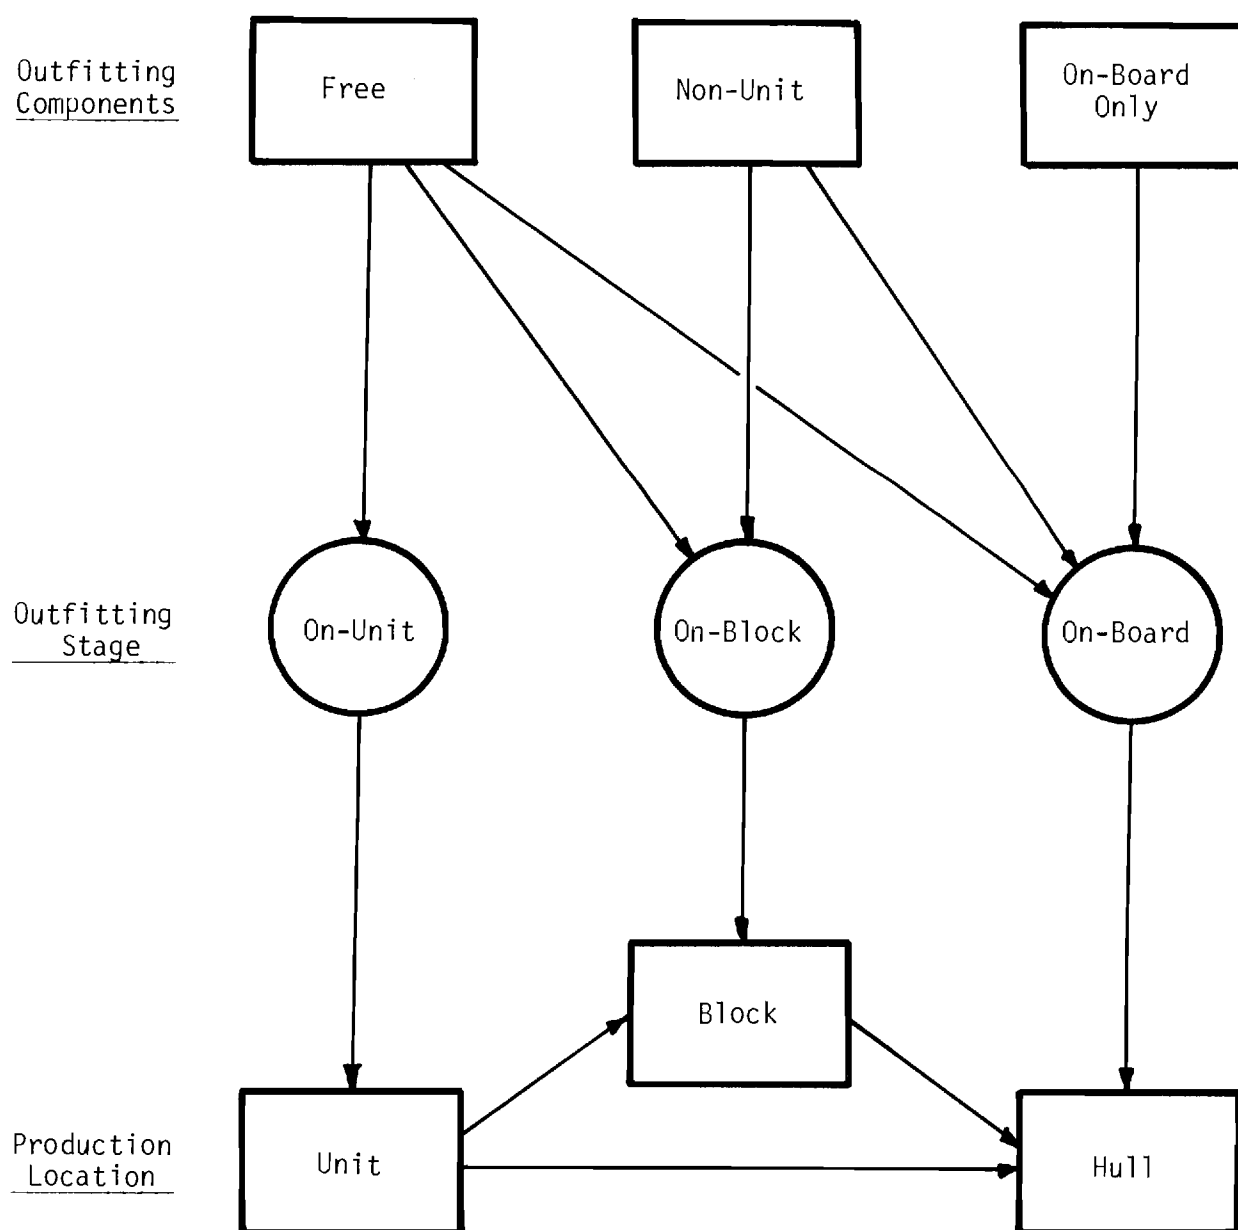 Outfitting
Components
Free
Non-Unit
On-Board
Only
Outfitting
Stage
On-Unit
On-Block
On-Board
Block
Production
Location
Unit
Hull